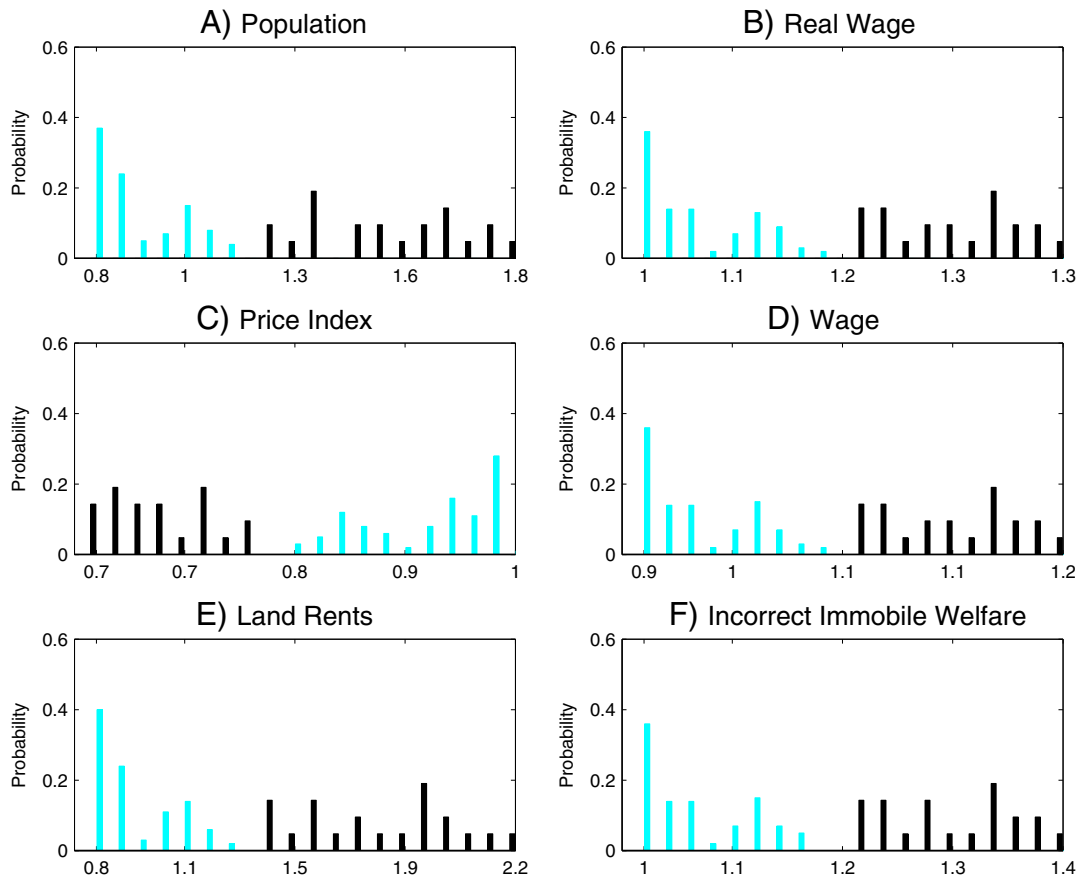 A) Population
Probability
0.6
0.4
0.2
0
0.8 1 1.3 1.6 1.8
B) Real Wage
Probability
0.6
0.4
0.2
0
1 1.1 1.2 1.3 1.3
C) Price Index
Probability
0.6
0.4
0.2
0
0.7 0.7 0.8 0.9 1
D) Wage
Probability
0.6
0.4
0.2
0
0.9 1 1.1 1.1 1.2
E) Land Rents
Probability
0.6
0.4
0.2
0
0.8 1.1 1.5 1.9 2.2
F) Incorrect Immobile Welfare
Probability
0.6
0.4
0.2
0
1 1.1 1.2 1.3 1.4